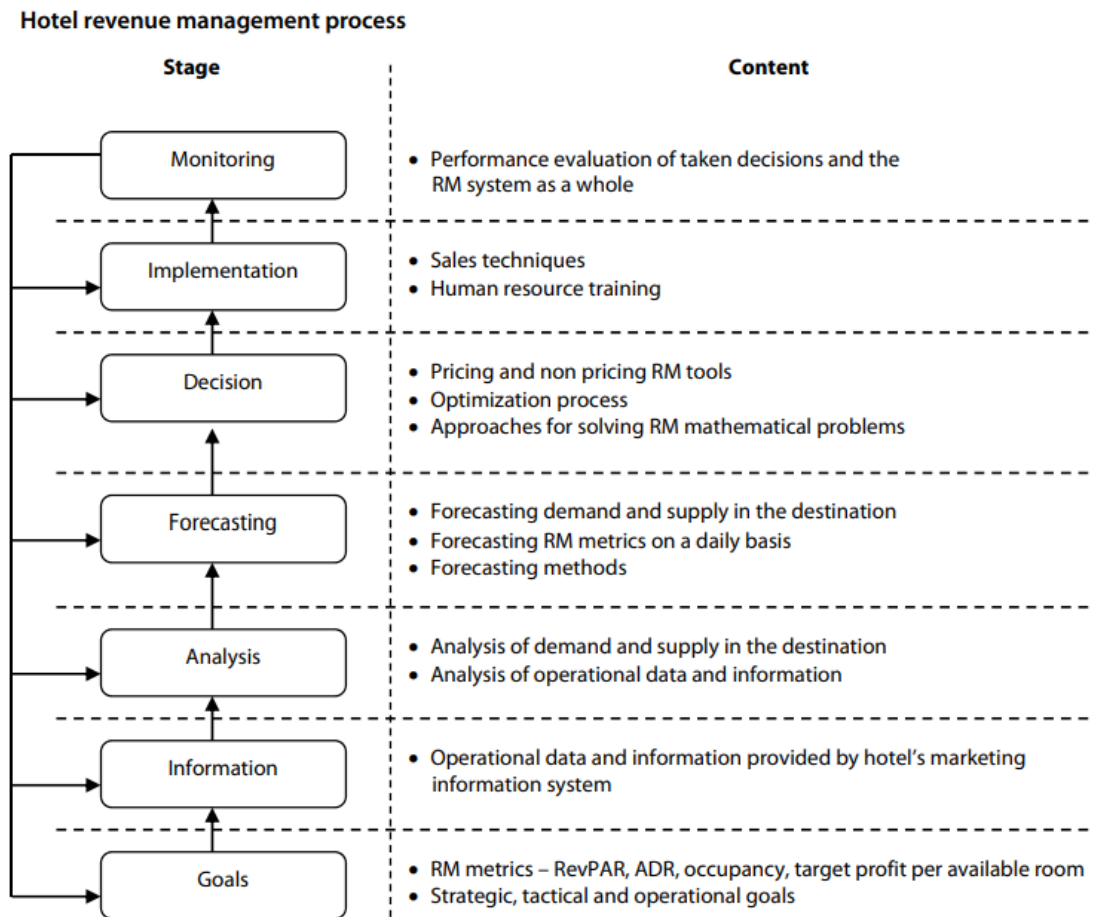 Hotel revenue management process
Stage
Content
Monitoring
• Performance evaluation of taken decisions and the
RM system as a whole
Implementation
• Sales techniques
• Human resource training
Decision
• Pricing and non pricing RM tools
• Optimization process
• Approaches for solving RM mathematical problems
Forecasting
• Forecasting demand and supply in the destination
• Forecasting RM metrics on a daily basis
• Forecasting methods
Analysis
• Analysis of demand and supply in the destination
• Analysis of operational data and information
Information
• Operational data and information provided by hotel’s marketing
information system
Goals
• RM metrics – RevPAR, ADR, occupancy, target profit per available room
• Strategic, tactical and operational goals